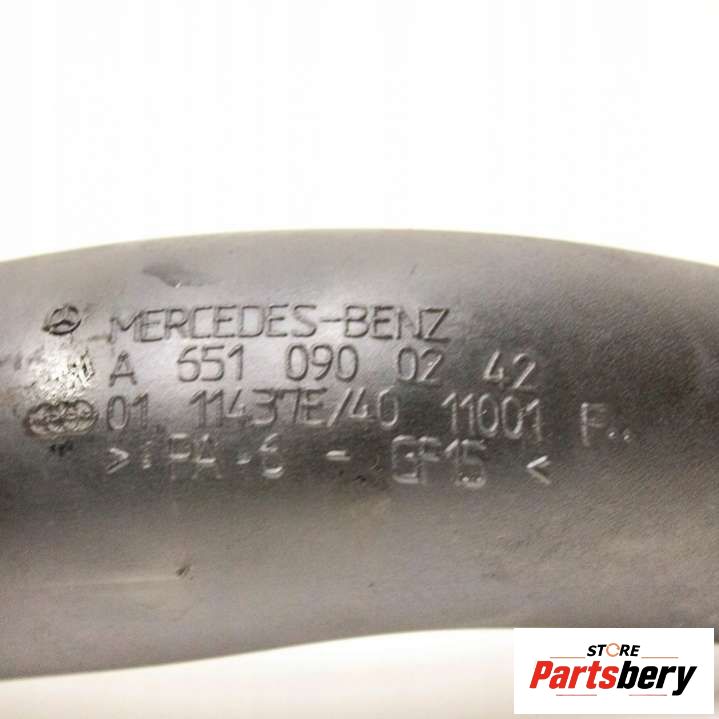 MERCEDES-BENZ
A 651 090 02 42
01 11437E/40 11001
>PA-6 - GF15<
STORE
Partsbery